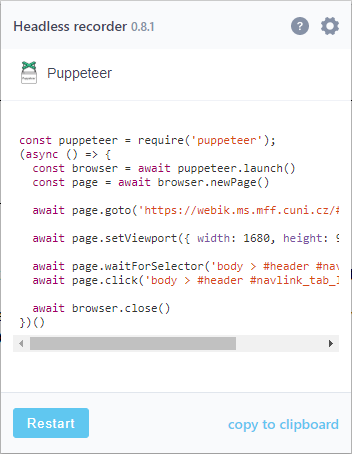 Headless recorder 0.8.1
?
Puppeteer
const puppeteer = require('puppeteer');
(async () => {
  const browser = await puppeteer.launch()
  const page = await browser.newPage()
  await page.goto('https://webik.ms.mff.cuni.cz/#
  await page.setViewport({ width: 1680, height: 9
  await page.waitForSelector('body > #header #nav
  await page.click('body > #header #navlink_tab_l
  await browser.close()
})()
Restart
copy to clipboard